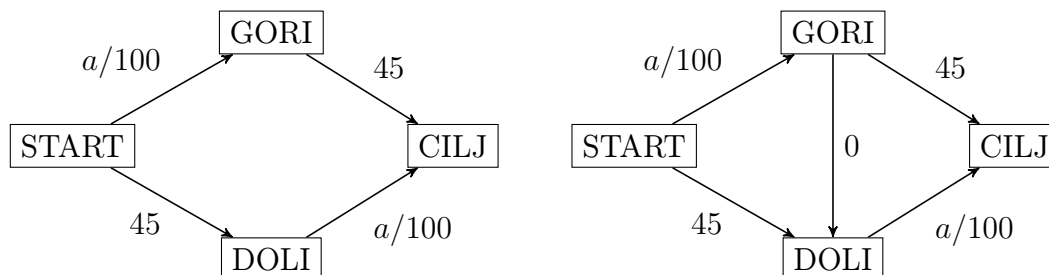 GORI
a/100
45
START
CILJ
45
a/100
DOLI
GORI
a/100
45
START
0
CILJ
45
a/100
DOLI